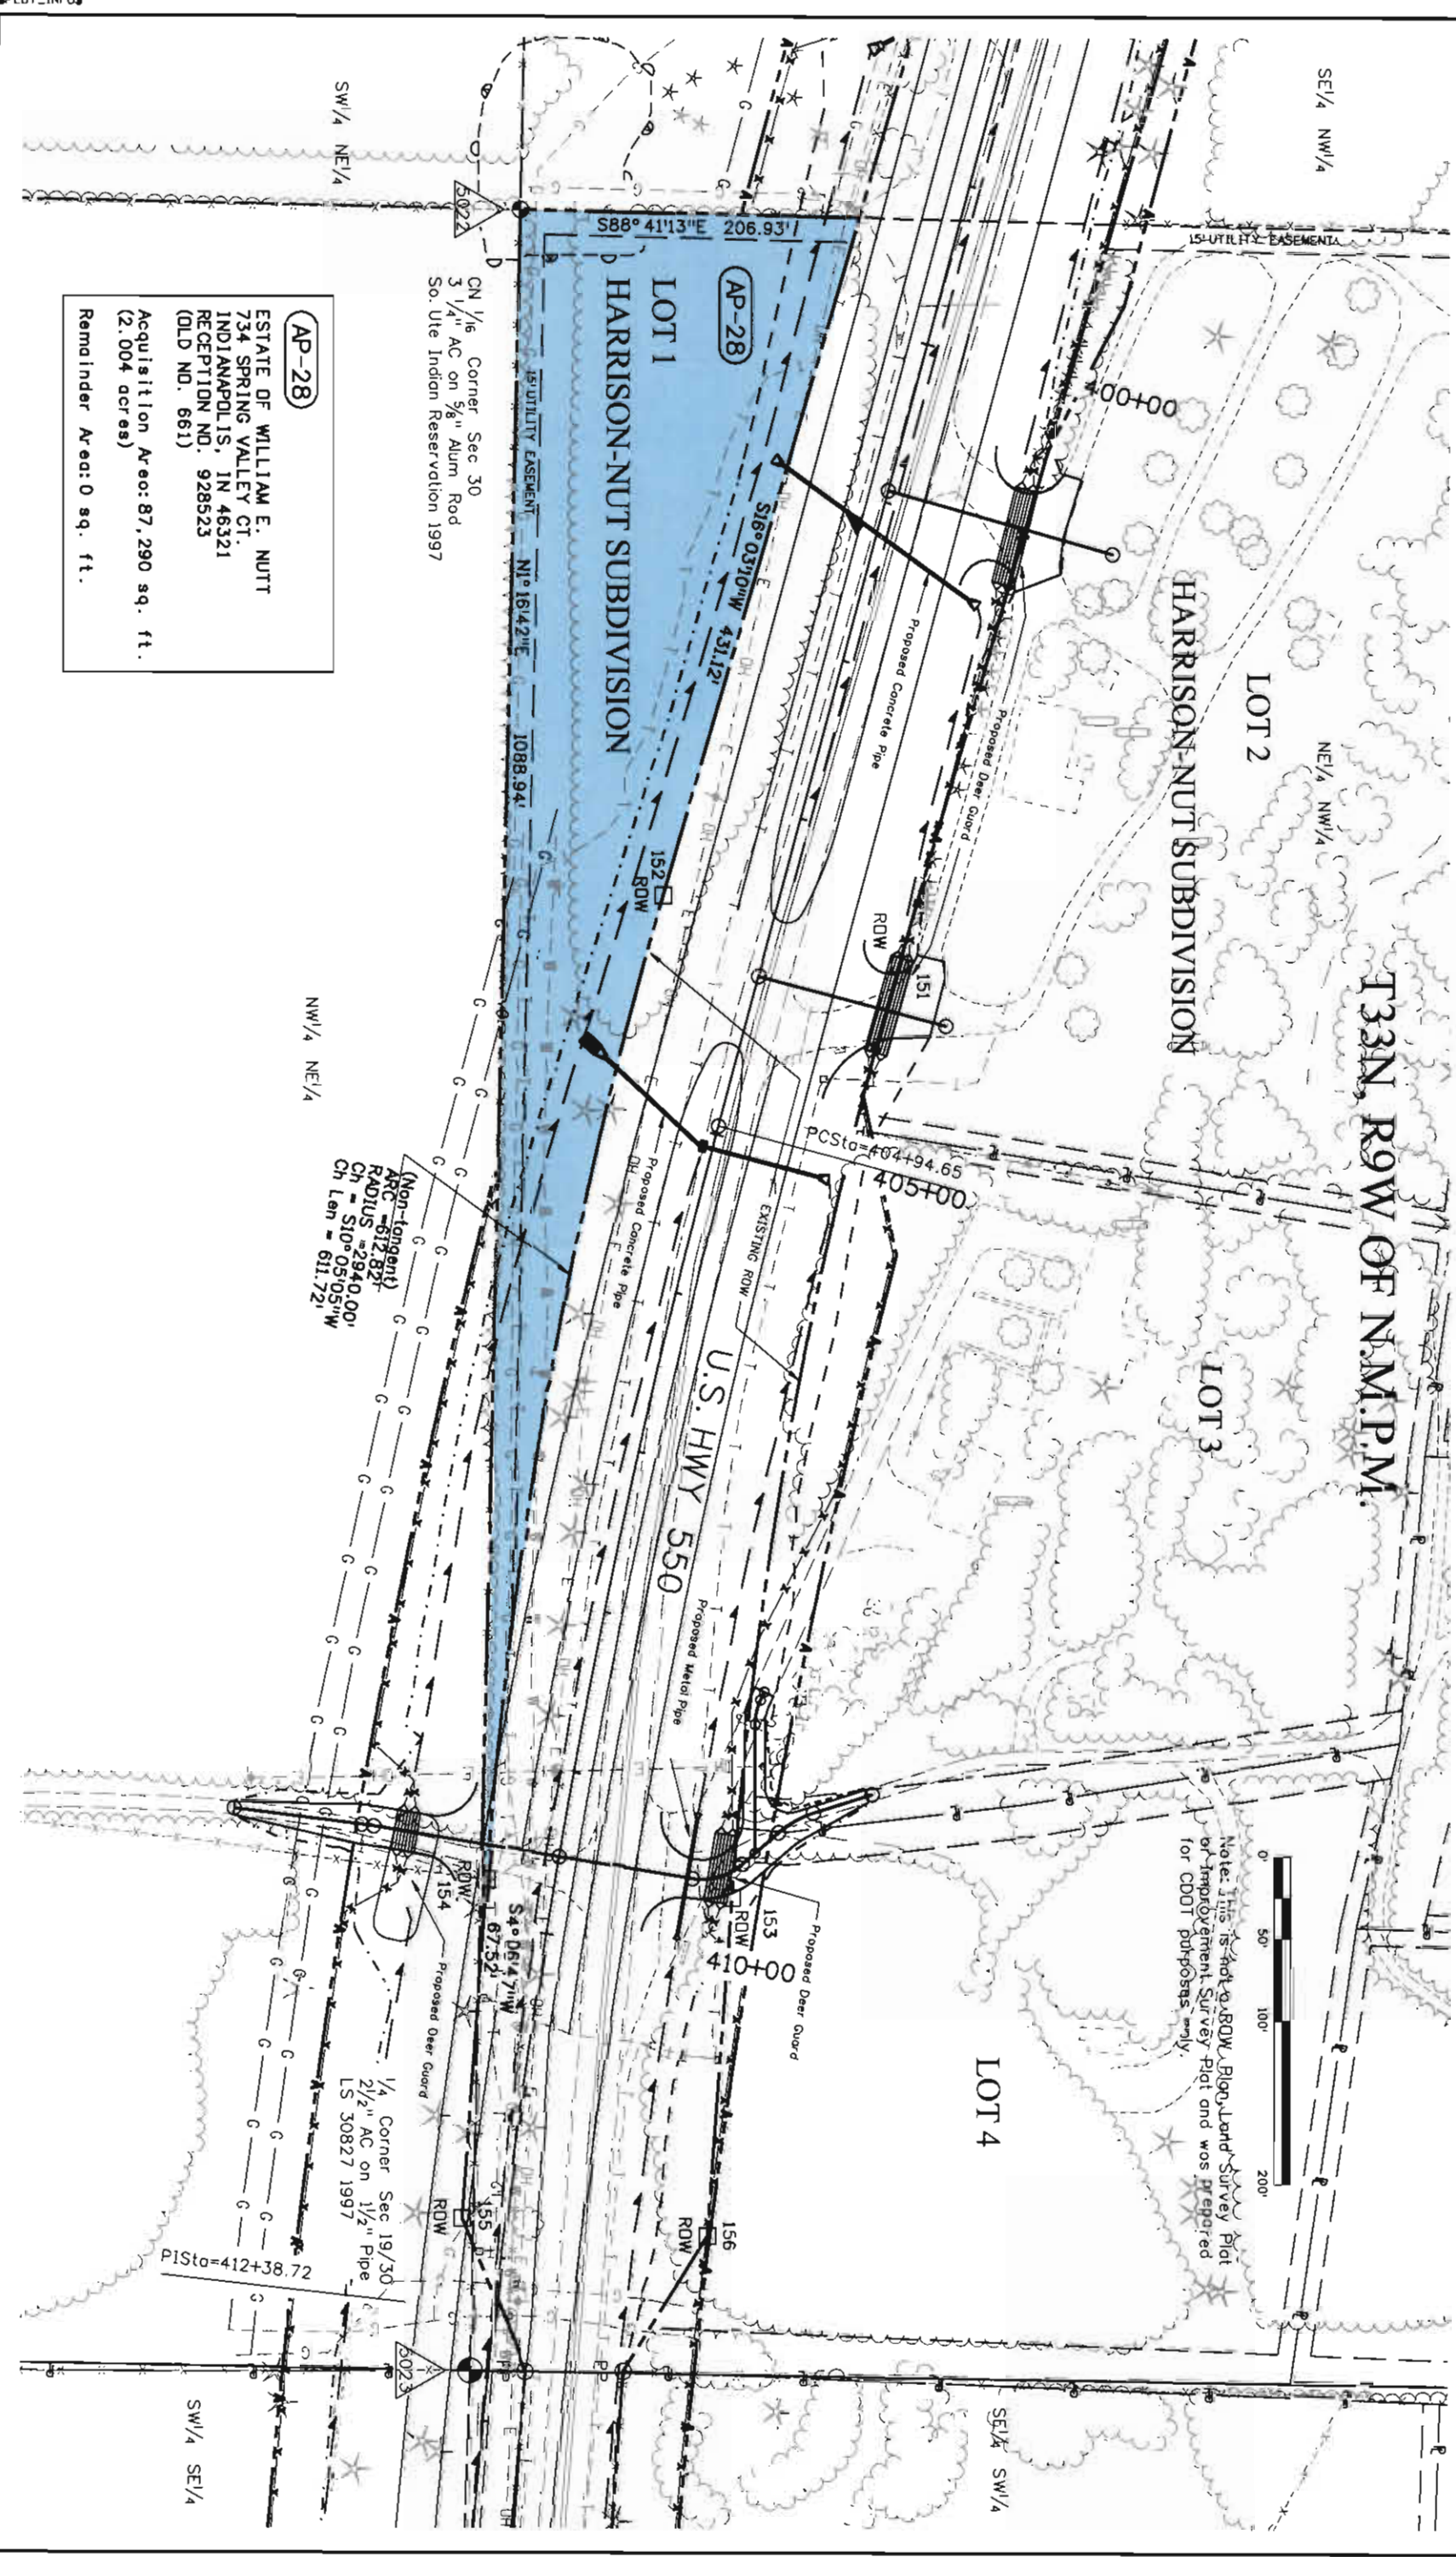 T33N, R9W OF N.M.P.M.
SE1/4 NW1/4
NE1/4 NW1/4
SW1/4 NE1/4
NW1/4 NE1/4
SE1/4 SW1/4
SW1/4 SE1/4
15' UTILITY EASEMENT
LOT 2
HARRISON-NUT SUBDIVISION
LOT 3
LOT 4
400+00
405+00
410+00
PCSta=404+94.65
PISta=412+38.72
S88°41'13"E 206.93'
AP-28
LOT 1
HARRISON-NUT SUBDIVISION
S16°03'10"W 431.12'
15' UTILITY EASEMENT
N1°16'42"E 1088.94'
152
ROW
ROW
151
Proposed Concrete Pipe
Proposed Deer Guard
Proposed Concrete Pipe
EXISTING ROW
U.S. HWY 550
Proposed Metal Pipe
153
ROW
Proposed Deer Guard
154
ROW
Proposed Deer Guard
S4°06'47"W
67.52'
155
ROW
156
ROW
5022
CN 1/16 Corner Sec 30
3 1/4" AC on 5/8" Alum Rod
So. Ute Indian Reservation 1997
(Non-tangent)
ARC =612.82'
RADIUS =2940.00'
Ch = S10°05'05"W
Ch Len = 611.72'
1/4 Corner Sec 19/30
2 1/2" AC on 1 1/2" Pipe
LS 30827 1997
5023
0' 50' 100' 200'
Note: This is not a ROW Plan, Land Survey Plat
or Improvement Survey Plat and was prepared
for CDOT purposes only.
AP-28
ESTATE OF WILLIAM E. NUTT
734 SPRING VALLEY CT.
INDIANAPOLIS, IN 46321
RECEPTION NO. 928523
(OLD NO. 661)
Acquisition Area: 87,290 sq. ft.
(2.004 acres)
Remainder Area: 0 sq. ft.